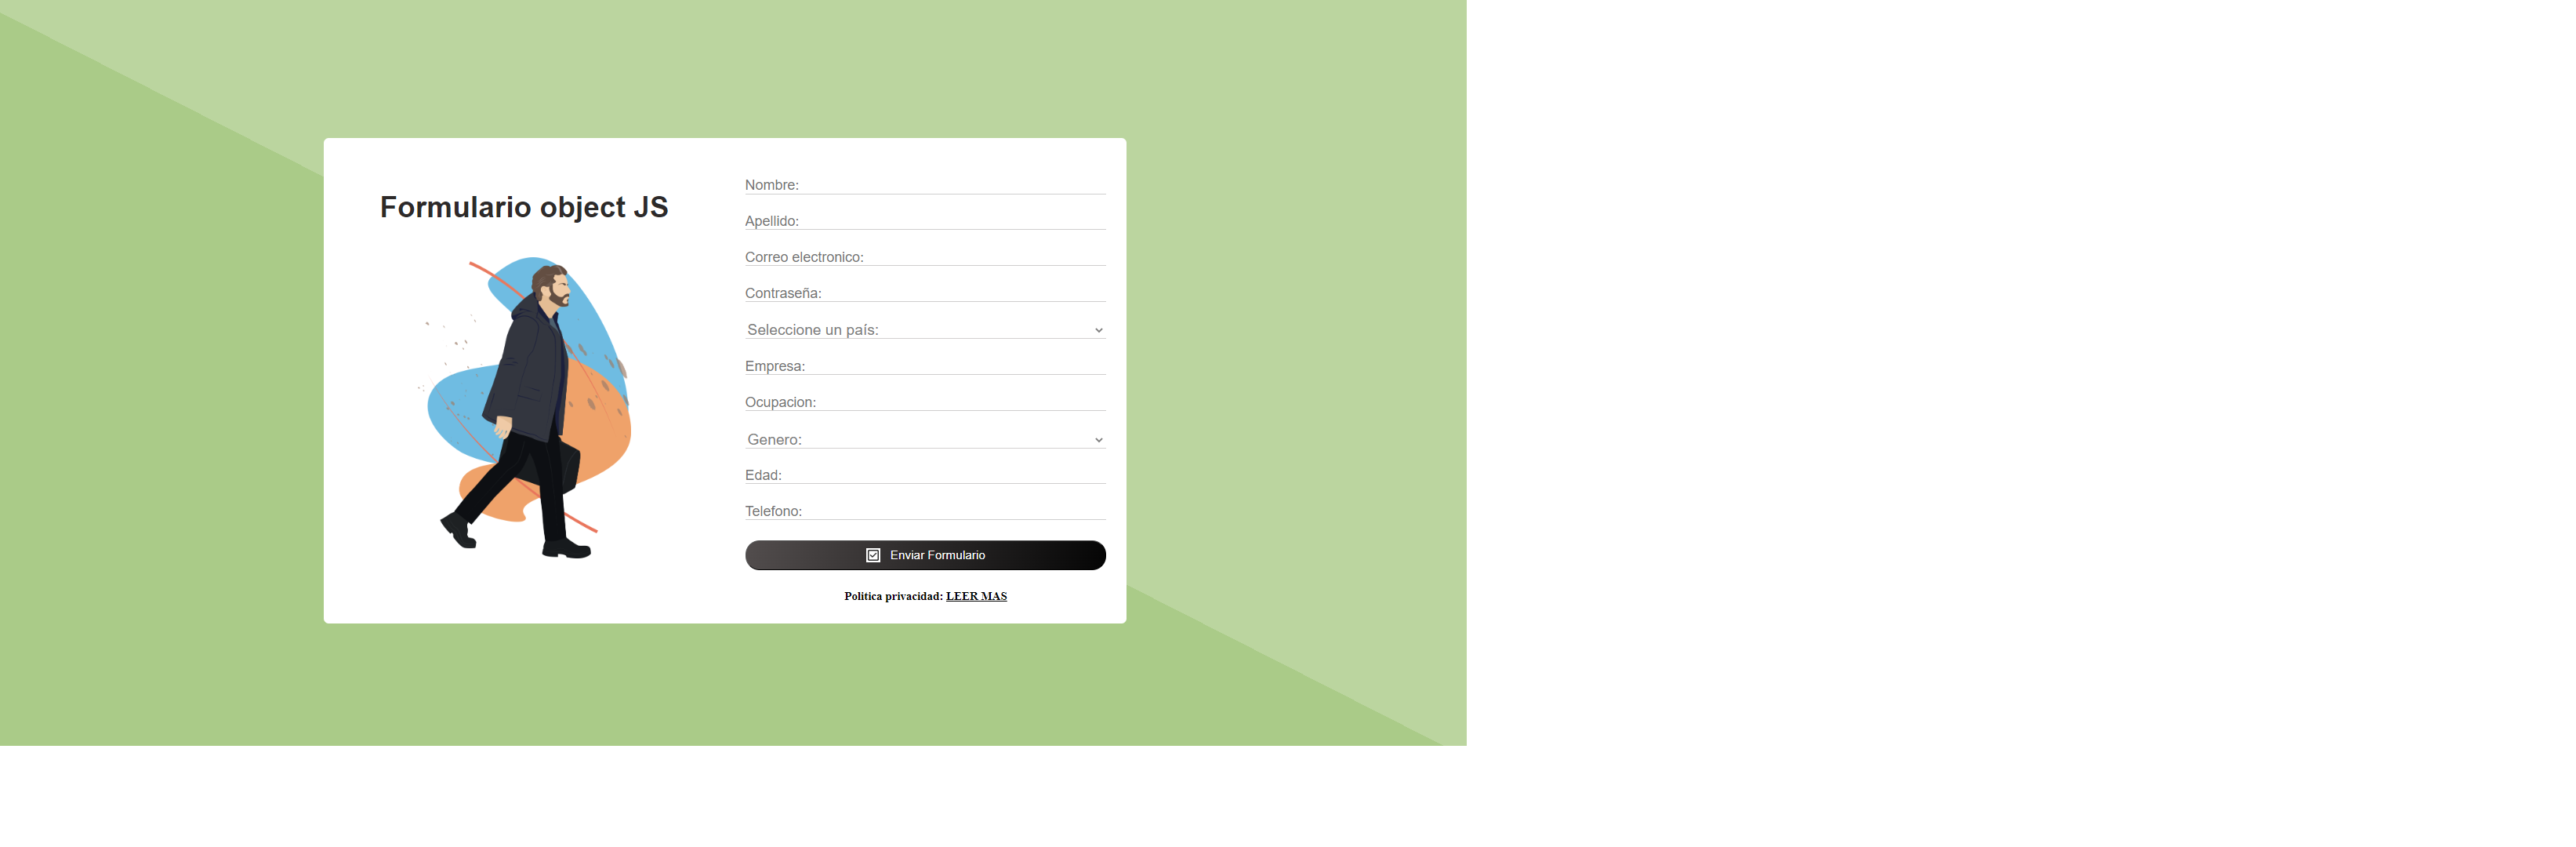 Formulario object JS
Nombre:
Apellido:
Correo electronico:
Contraseña:
Seleccione un país:
Empresa:
Ocupacion:
Genero:
Edad:
Telefono:
Enviar Formulario
Politica privacidad: LEER MAS